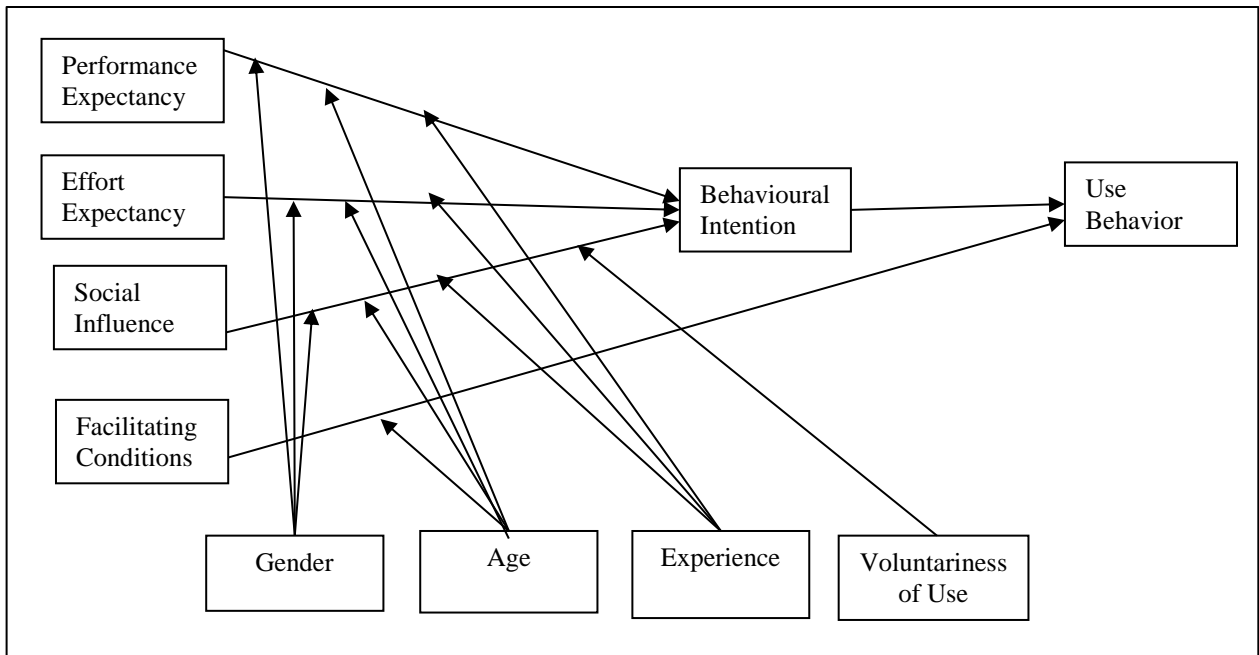 Performance
Expectancy
Effort
Expectancy
Social
Influence
Facilitating
Conditions
Behavioural
Intention
Use
Behavior
Gender
Age
Experience
Voluntariness
of Use